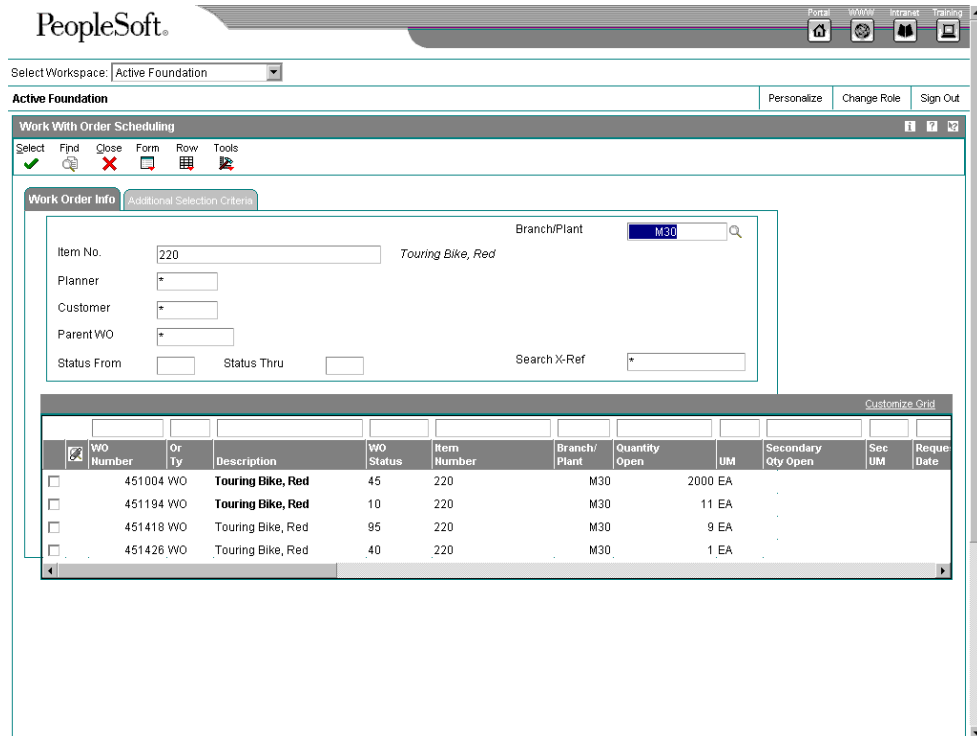 Portal WWW Intranet Training
PeopleSoft.
Select Workspace: Active Foundation
Active Foundation Personalize Change Role Sign Out
Work With Order Scheduling i ? 
Select Find Close Form Row Tools
Work Order Info Additional Selection Criteria
Branch/Plant M30
Item No. 220 Touring Bike, Red
Planner *
Customer *
Parent WO *
Status From Status Thru Search X-Ref *
Customize Grid
WO Number Or Ty Description WO Status Item Number Branch/ Plant Quantity Open UM Secondary Qty Open Sec UM Reque Date
451004 WO Touring Bike, Red 45 220 M30 2000 EA
451194 WO Touring Bike, Red 10 220 M30 11 EA
451418 WO Touring Bike, Red 95 220 M30 9 EA
451426 WO Touring Bike, Red 40 220 M30 1 EA